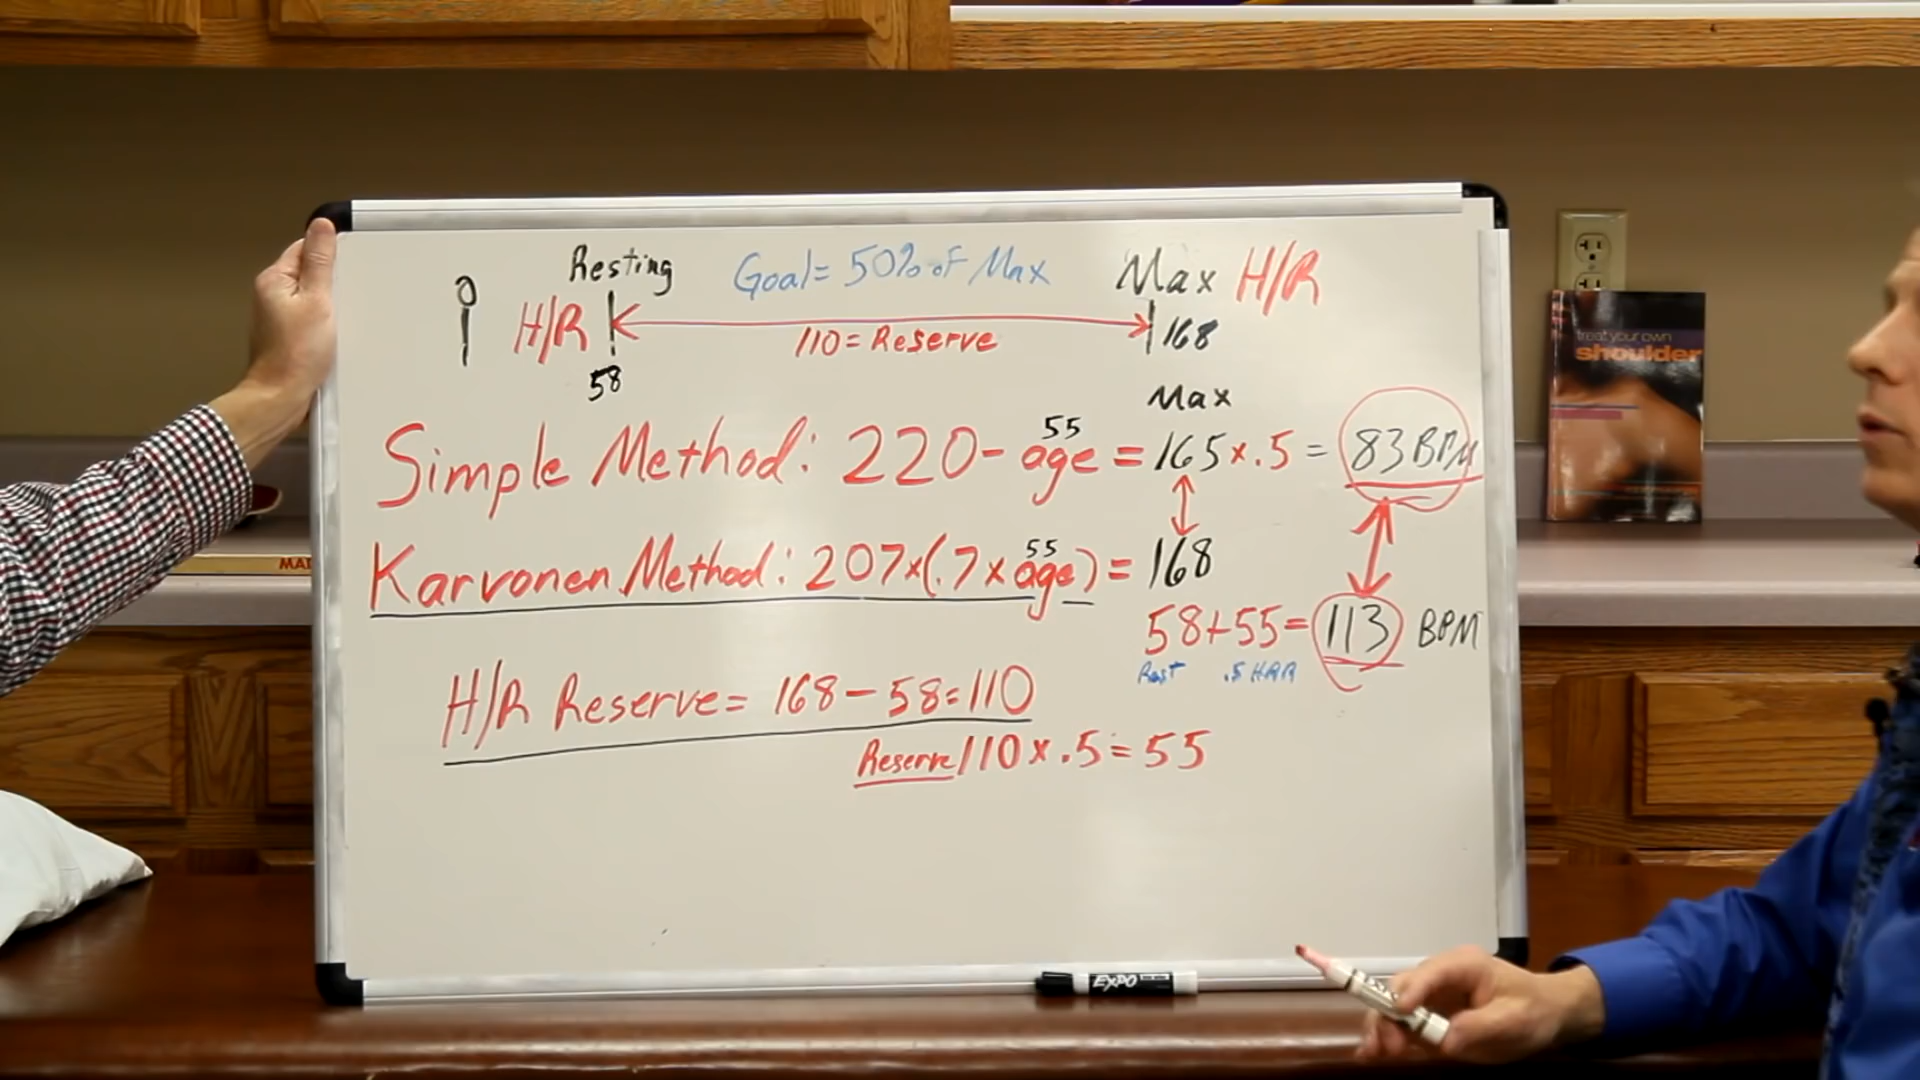 Resting Goal= 50% of Max Max H/R
0 H/R 110 = Reserve 168
58
Max
Simple Method: 220- age = 165 x .5 = 83 BPM
55
Karvonen Method: 207x(.7 x age) = 168
55
58+55= 113 BPM
Rest .5 HRR
H/R Reserve= 168 - 58 = 110
Reserve 110 x .5 = 55
EXPO
treat your own
shoulder